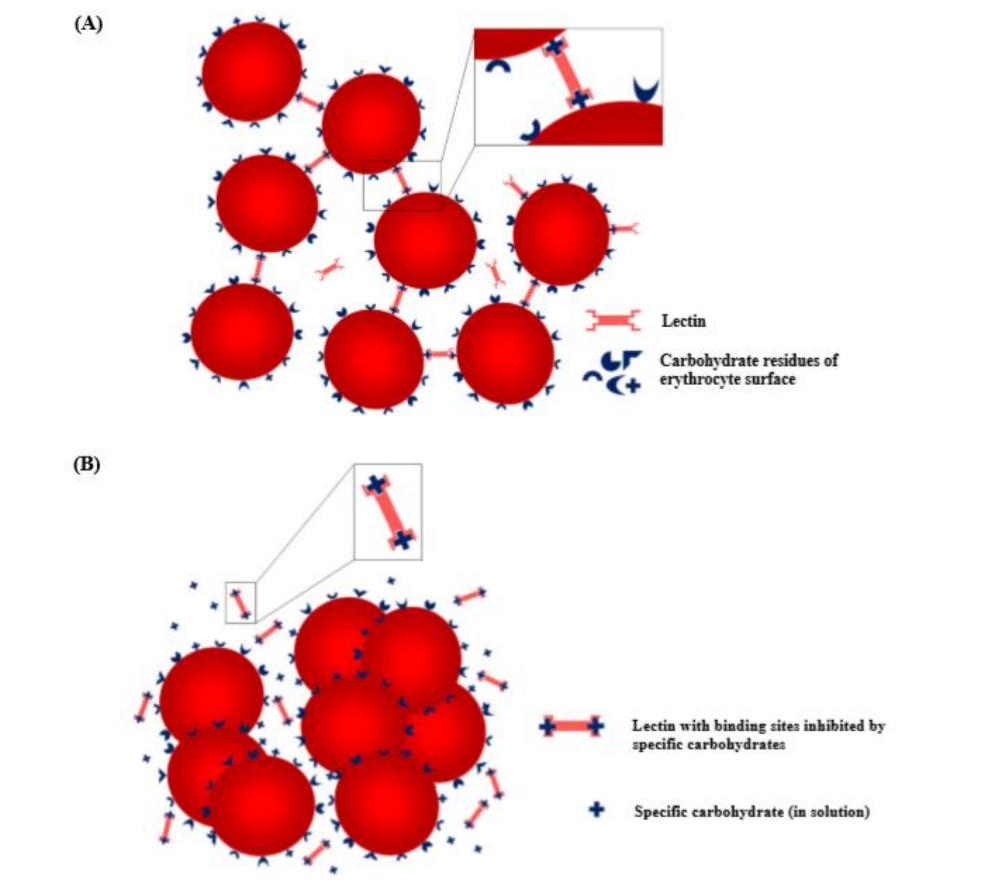 (A)
Lectin
Carbohydrate residues of
erythrocyte surface
(B)
Lectin with binding sites inhibited by
specific carbohydrates
Specific carbohydrate (in solution)